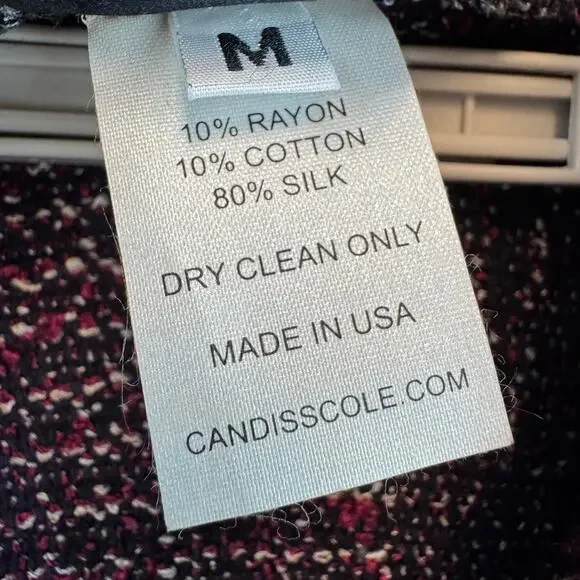 M
10% RAYON
10% COTTON
80% SILK
DRY CLEAN ONLY
MADE IN USA
CANDISSCOLE.COM